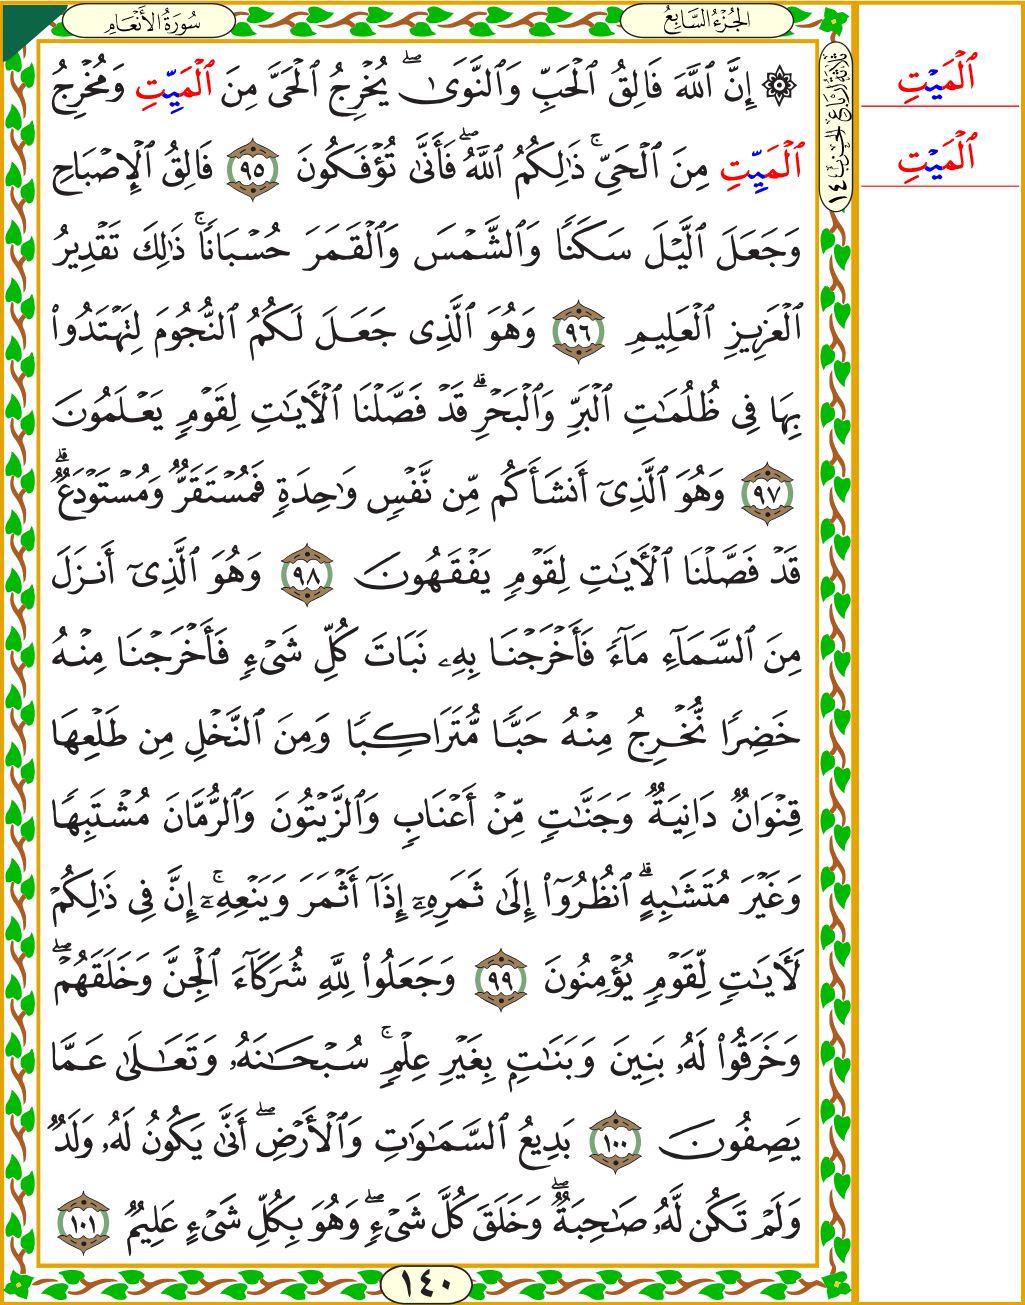 الجُزْءُ السَّابِعُ
سُورَةُ الأَنْعَامِ
۞ إِنَّ ٱللَّهَ فَالِقُ ٱلْحَبِّ وَٱلنَّوَىٰۖ يُخْرِجُ ٱلْحَىَّ مِنَ ٱلْمَيِّتِ وَمُخْرِجُ
ٱلْمَيِّتِ مِنَ ٱلْحَىِّۚ ذَٰلِكُمُ ٱللَّهُۖ فَأَنَّىٰ تُؤْفَكُونَ ٩٥ فَالِقُ ٱلْإِصْبَاحِ
وَجَعَلَ ٱلَّيْلَ سَكَنًا وَٱلشَّمْسَ وَٱلْقَمَرَ حُسْبَانًاۚ ذَٰلِكَ تَقْدِيرُ
ٱلْعَزِيزِ ٱلْعَلِيمِ ٩٦ وَهُوَ ٱلَّذِى جَعَلَ لَكُمُ ٱلنُّجُومَ لِتَهْتَدُوا۟
بِهَا فِى ظُلُمَٰتِ ٱلْبَرِّ وَٱلْبَحْرِۗ قَدْ فَصَّلْنَا ٱلْأَيَٰتِ لِقَوْمٍ يَعْلَمُونَ
٩٧ وَهُوَ ٱلَّذِىٓ أَنشَأَكُم مِّن نَّفْسٍ وَٰحِدَةٍ فَمُسْتَقَرٌّ وَمُسْتَوْدَعٌۗ
قَدْ فَصَّلْنَا ٱلْأَيَٰتِ لِقَوْمٍ يَفْقَهُونَ ٩٨ وَهُوَ ٱلَّذِىٓ أَنزَلَ
مِنَ ٱلسَّمَآءِ مَآءً فَأَخْرَجْنَا بِهِۦ نَبَاتَ كُلِّ شَىْءٍ فَأَخْرَجْنَا مِنْهُ
خَضِرًا نُّخْرِجُ مِنْهُ حَبًّا مُّتَرَاكِبًا وَمِنَ ٱلنَّخْلِ مِن طَلْعِهَا
قِنْوَانٌ دَانِيَةٌ وَجَنَّٰتٍ مِّنْ أَعْنَابٍ وَٱلزَّيْتُونَ وَٱلرُّمَّانَ مُشْتَبِهًا
وَغَيْرَ مُتَشَٰبِهٍۗ ٱنظُرُوٓا۟ إِلَىٰ ثَمَرِهِۦٓ إِذَآ أَثْمَرَ وَيَنْعِهِۦٓۚ إِنَّ فِى ذَٰلِكُمْ
لَأَيَٰتٍ لِّقَوْمٍ يُؤْمِنُونَ ٩٩ وَجَعَلُوا۟ لِلَّهِ شُرَكَآءَ ٱلْجِنَّ وَخَلَقَهُمْۖ
وَخَرَقُوا۟ لَهُۥ بَنِينَ وَبَنَٰتٍۭ بِغَيْرِ عِلْمٍۚ سُبْحَٰنَهُۥ وَتَعَٰلَىٰ عَمَّا
يَصِفُونَ ١٠٠ بَدِيعُ ٱلسَّمَٰوَٰتِ وَٱلْأَرْضِۖ أَنَّىٰ يَكُونُ لَهُۥ وَلَدٌ
وَلَمْ تَكُن لَّهُۥ صَٰحِبَةٌۖ وَخَلَقَ كُلَّ شَىْءٍۖ وَهُوَ بِكُلِّ شَىْءٍ عَلِيمٌ ١٠١
١٤٠
ثَلَاثَةُ أَرْبَاعِ الحِزْب ١٤
ٱلْمَيْتِ
ٱلْمَيْتِ